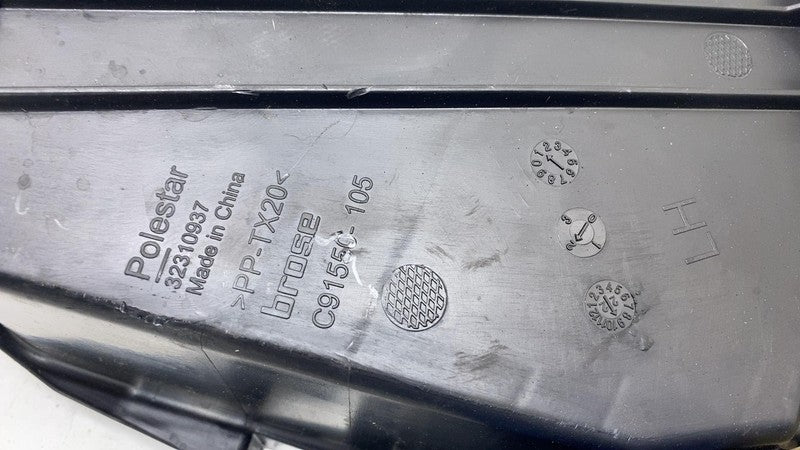 Polestar
32310937
Made in China
>PP-TX20<
brose
C91550-105
LH